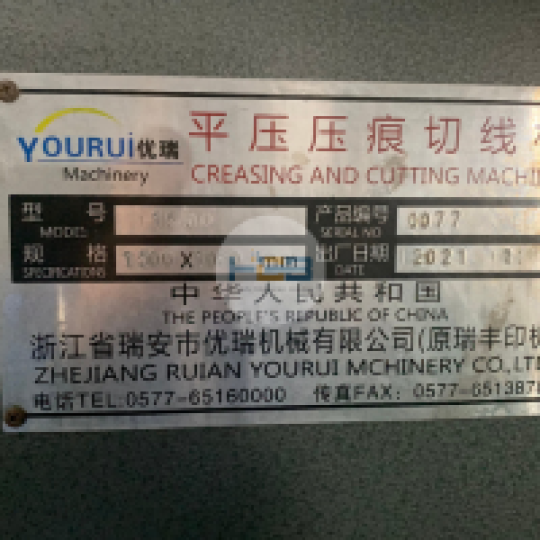 YOURUi优瑞
Machinery
平压压痕切线
CREASING AND CUTTING
型号
MODEL
产品编号 0077
SERIAL NO
规格
SPECIFICATIONS
mm
出厂日期 2021
DATE
中华人民共和国
THE PEOPLE'S REPUBLIC OF CHINA
浙江省瑞安市优瑞机械有限公司(原瑞丰印
ZHEJIANG RUIAN YOURUI MCHINERY CO.,LTD
电话TEL:0577-65160000 传真FAX: 0577-651387